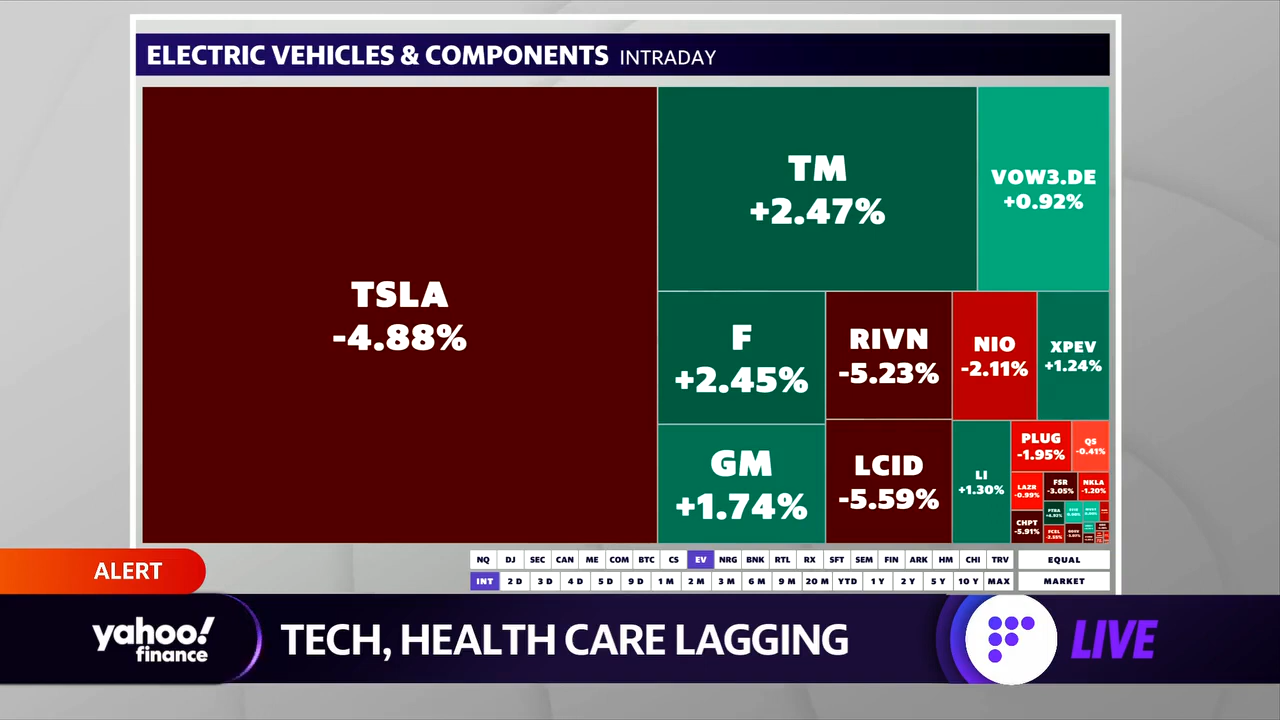 ELECTRIC VEHICLES & COMPONENTS INTRADAY
TSLA
-4.88%
TM
+2.47%
VOW3.DE
+0.92%
F
+2.45%
RIVN
-5.23%
NIO
-2.11%
XPEV
+1.24%
GM
+1.74%
LCID
-5.59%
LI
+1.30%
PLUG
-1.95%
QS
-0.41%
LAZR
-0.99%
FSR
-3.05%
NKLA
-1.20%
CHPT
-5.91%
PTRA
+4.92%
FCEL
NQ DJ SEC CAN ME COM BTC CS EV NRG BNK RTL RX SFT SEM FIN ARK HM CHI TRV EQUAL
INT 2 D 3 D 4 D 5 D 9 D 1 M 2 M 3 M 6 M 9 M 20 M YTD 1 Y 2 Y 5 Y 10 Y MAX MARKET
ALERT
yahoo!
finance
TECH, HEALTH CARE LAGGING
LIVE